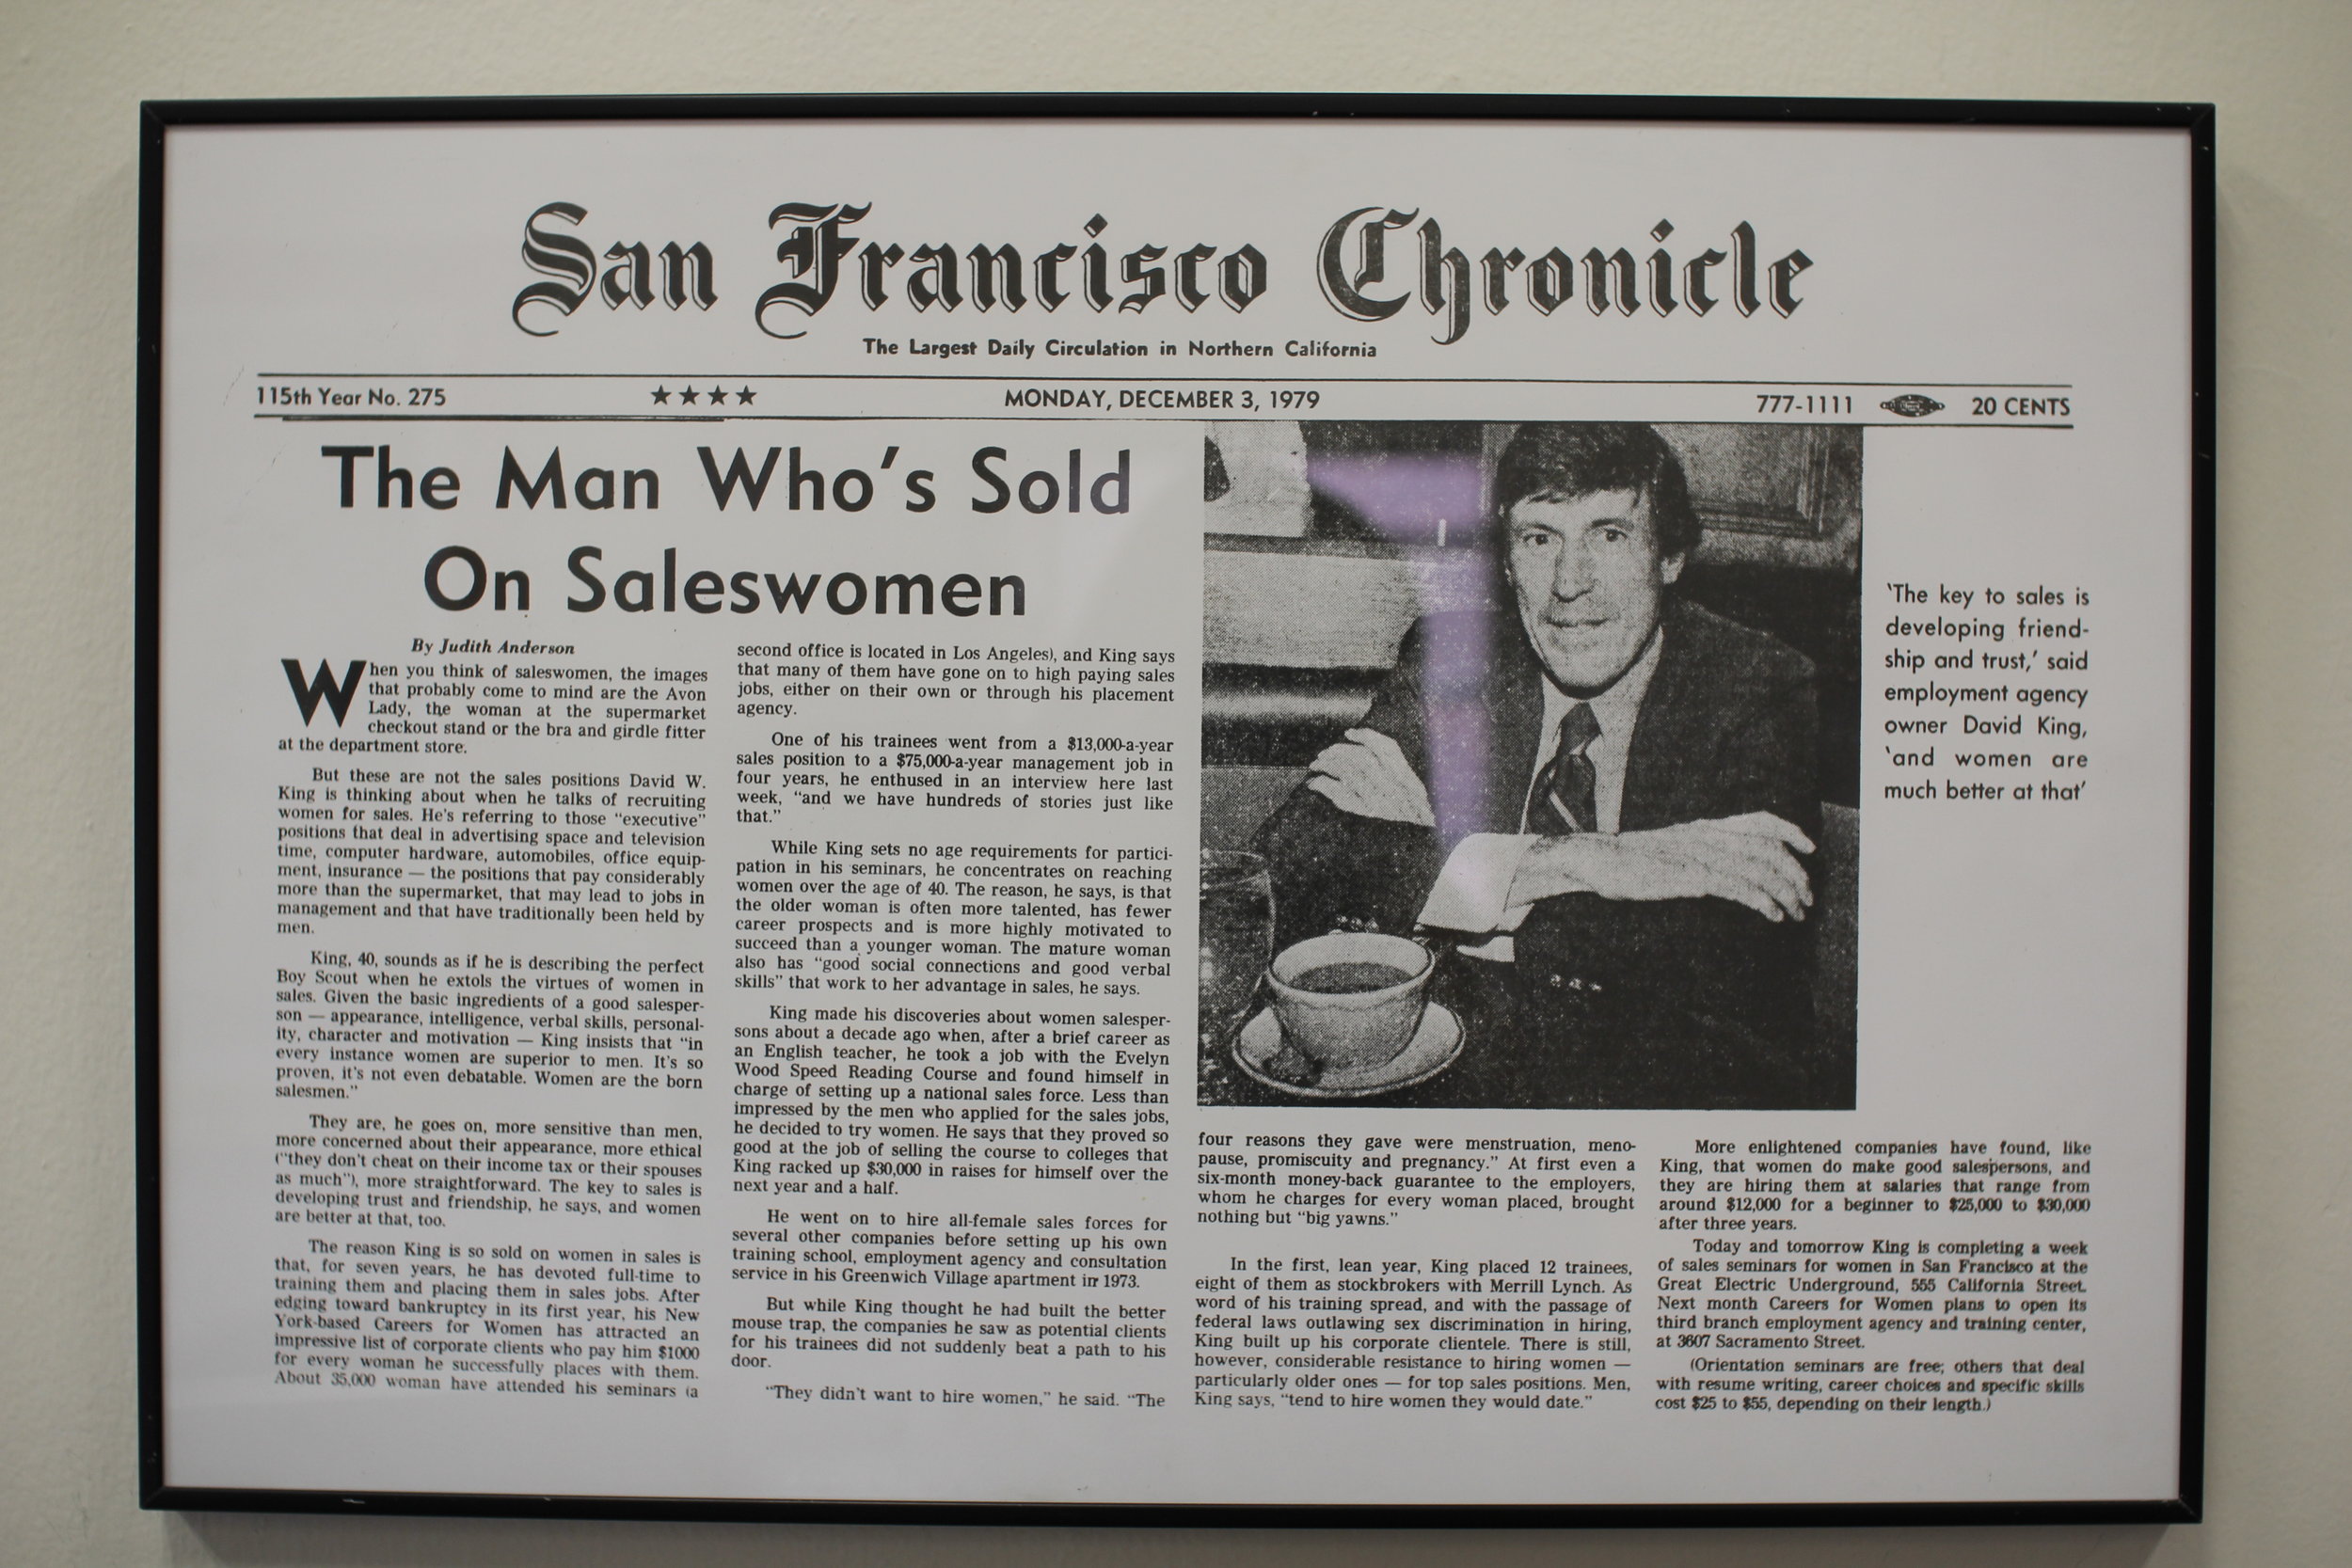 San Francisco Chronicle
The Largest Daily Circulation in Northern California
115th Year No. 275 ★★★★ MONDAY, DECEMBER 3, 1979 777-1111 20 CENTS
The Man Who's Sold
On Saleswomen
By Judith Anderson
When you think of saleswomen, the images
that probably come to mind are the Avon
Lady, the woman at the supermarket
checkout stand or the bra and girdle fitter
at the department store.
But these are not the sales positions David W.
King is thinking about when he talks of recruiting
women for sales. He's referring to those "executive"
positions that deal in advertising space and television
time, computer hardware, automobiles, office equip-
ment, insurance — the positions that pay considerably
more than the supermarket, that may lead to jobs in
management and that have traditionally been held by
men.
King, 40, sounds as if he is describing the perfect
Boy Scout when he extols the virtues of women in
sales. Given the basic ingredients of a good salesper-
son — appearance, intelligence, verbal skills, personal-
ity, character and motivation — King insists that "in
every instance women are superior to men. It's so
proven, it's not even debatable. Women are the born
salesmen."
They are, he goes on, more sensitive than men,
more concerned about their appearance, more ethical
("they don't cheat on their income tax or their spouses
as much"), more straightforward. The key to sales is
developing trust and friendship, he says, and women
are better at that, too.
The reason King is so sold on women in sales is
that, for seven years, he has devoted full-time to
training them and placing them in sales jobs. After
edging toward bankruptcy in its first year, his New
York-based Careers for Women has attracted an
impressive list of corporate clients who pay him $1000
for every woman he successfully places with them.
About 35,000 woman have attended his seminars (a
second office is located in Los Angeles), and King says
that many of them have gone on to high paying sales
jobs, either on their own or through his placement
agency.
One of his trainees went from a $13,000-a-year
sales position to a $75,000-a-year management job in
four years, he enthused in an interview here last
week, "and we have hundreds of stories just like
that."
While King sets no age requirements for partici-
pation in his seminars, he concentrates on reaching
women over the age of 40. The reason, he says, is that
the older woman is often more talented, has fewer
career prospects and is more highly motivated to
succeed than a younger woman. The mature woman
also has "good social connections and good verbal
skills" that work to her advantage in sales, he says.
King made his discoveries about women salesper-
sons about a decade ago when, after a brief career as
an English teacher, he took a job with the Evelyn
Wood Speed Reading Course and found himself in
charge of setting up a national sales force. Less than
impressed by the men who applied for the sales jobs,
he decided to try women. He says that they proved so
good at the job of selling the course to colleges that
King racked up $30,000 in raises for himself over the
next year and a half.
He went on to hire all-female sales forces for
several other companies before setting up his own
training school, employment agency and consultation
service in his Greenwich Village apartment in 1973.
But while King thought he had built the better
mouse trap, the companies he saw as potential clients
for his trainees did not suddenly beat a path to his
door.
"They didn't want to hire women," he said. "The
'The key to sales is
developing friend-
ship and trust,' said
employment agency
owner David King,
'and women are
much better at that'
four reasons they gave were menstruation, meno-
pause, promiscuity and pregnancy." At first even a
six-month money-back guarantee to the employers,
whom he charges for every woman placed, brought
nothing but "big yawns."
In the first, lean year, King placed 12 trainees,
eight of them as stockbrokers with Merrill Lynch. As
word of his training spread, and with the passage of
federal laws outlawing sex discrimination in hiring,
King built up his corporate clientele. There is still,
however, considerable resistance to hiring women —
particularly older ones — for top sales positions. Men,
King says, "tend to hire women they would date."
More enlightened companies have found, like
King, that women do make good salespersons, and
they are hiring them at salaries that range from
around $12,000 for a beginner to $25,000 to $30,000
after three years.
Today and tomorrow King is completing a week
of sales seminars for women in San Francisco at the
Great Electric Underground, 555 California Street.
Next month Careers for Women plans to open its
third branch employment agency and training center,
at 3607 Sacramento Street.
(Orientation seminars are free; others that deal
with resume writing, career choices and specific skills
cost $25 to $55, depending on their length.)